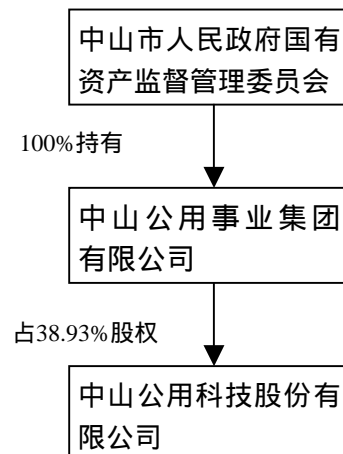 中山市人民政府国有
资产监督管理委员会
100%持有
中山公用事业集团
有限公司
占38.93%股权
中山公用科技股份有
限公司